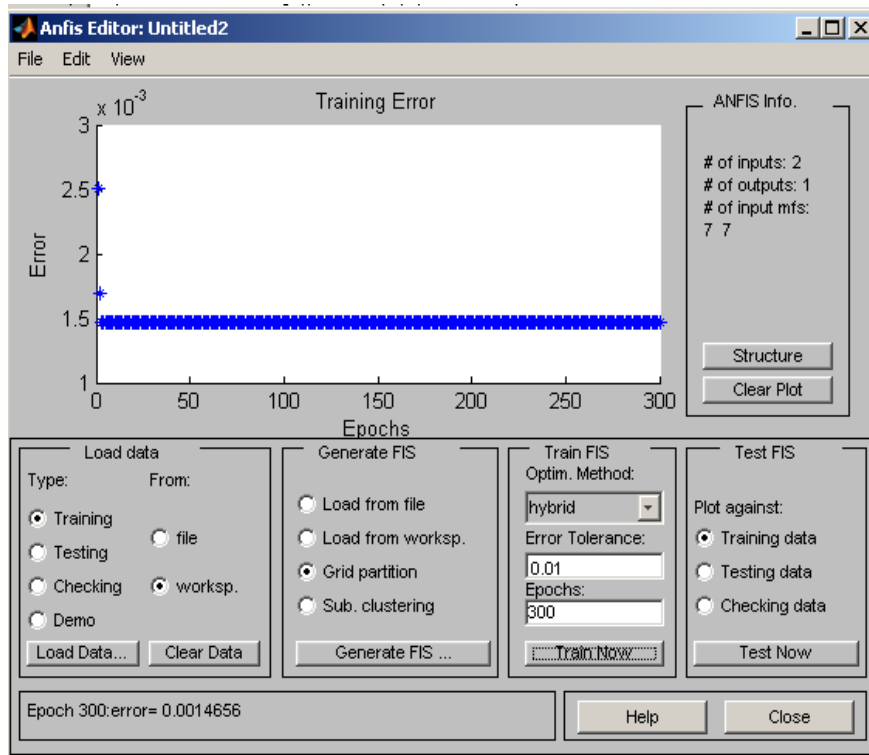 Anfis Editor: Untitled2
File Edit View
x 10-3
Training Error
3
2.5
2
1.5
1
Error
0 50 100 150 200 250 300
Epochs
ANFIS Info.
# of inputs: 2
# of outputs: 1
# of input mfs:
7 7
Structure
Clear Plot
Load data
Type: From:
Training
file
Testing
Checking
worksp.
Demo
Load Data... Clear Data
Generate FIS
Load from file
Load from worksp.
Grid partition
Sub. clustering
Generate FIS ...
Train FIS
Optim. Method:
hybrid
Error Tolerance:
0.01
Epochs:
300
Train Now
Test FIS
Plot against:
Training data
Testing data
Checking data
Test Now
Epoch 300:error= 0.0014656
Help Close